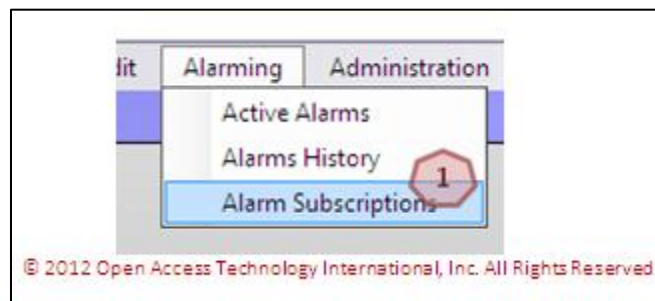 dit Alarming Administration
Active Alarms
Alarms History
1
Alarm Subscriptions
© 2012 Open Access Technology International, Inc. All Rights Reserved